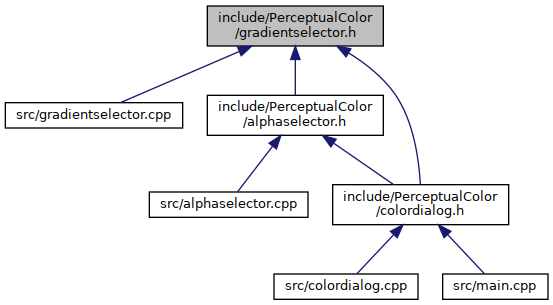 include/PerceptualColor
/gradientselector.h
src/gradientselector.cpp
include/PerceptualColor
/alphaselector.h
src/alphaselector.cpp
include/PerceptualColor
/colordialog.h
src/colordialog.cpp
src/main.cpp